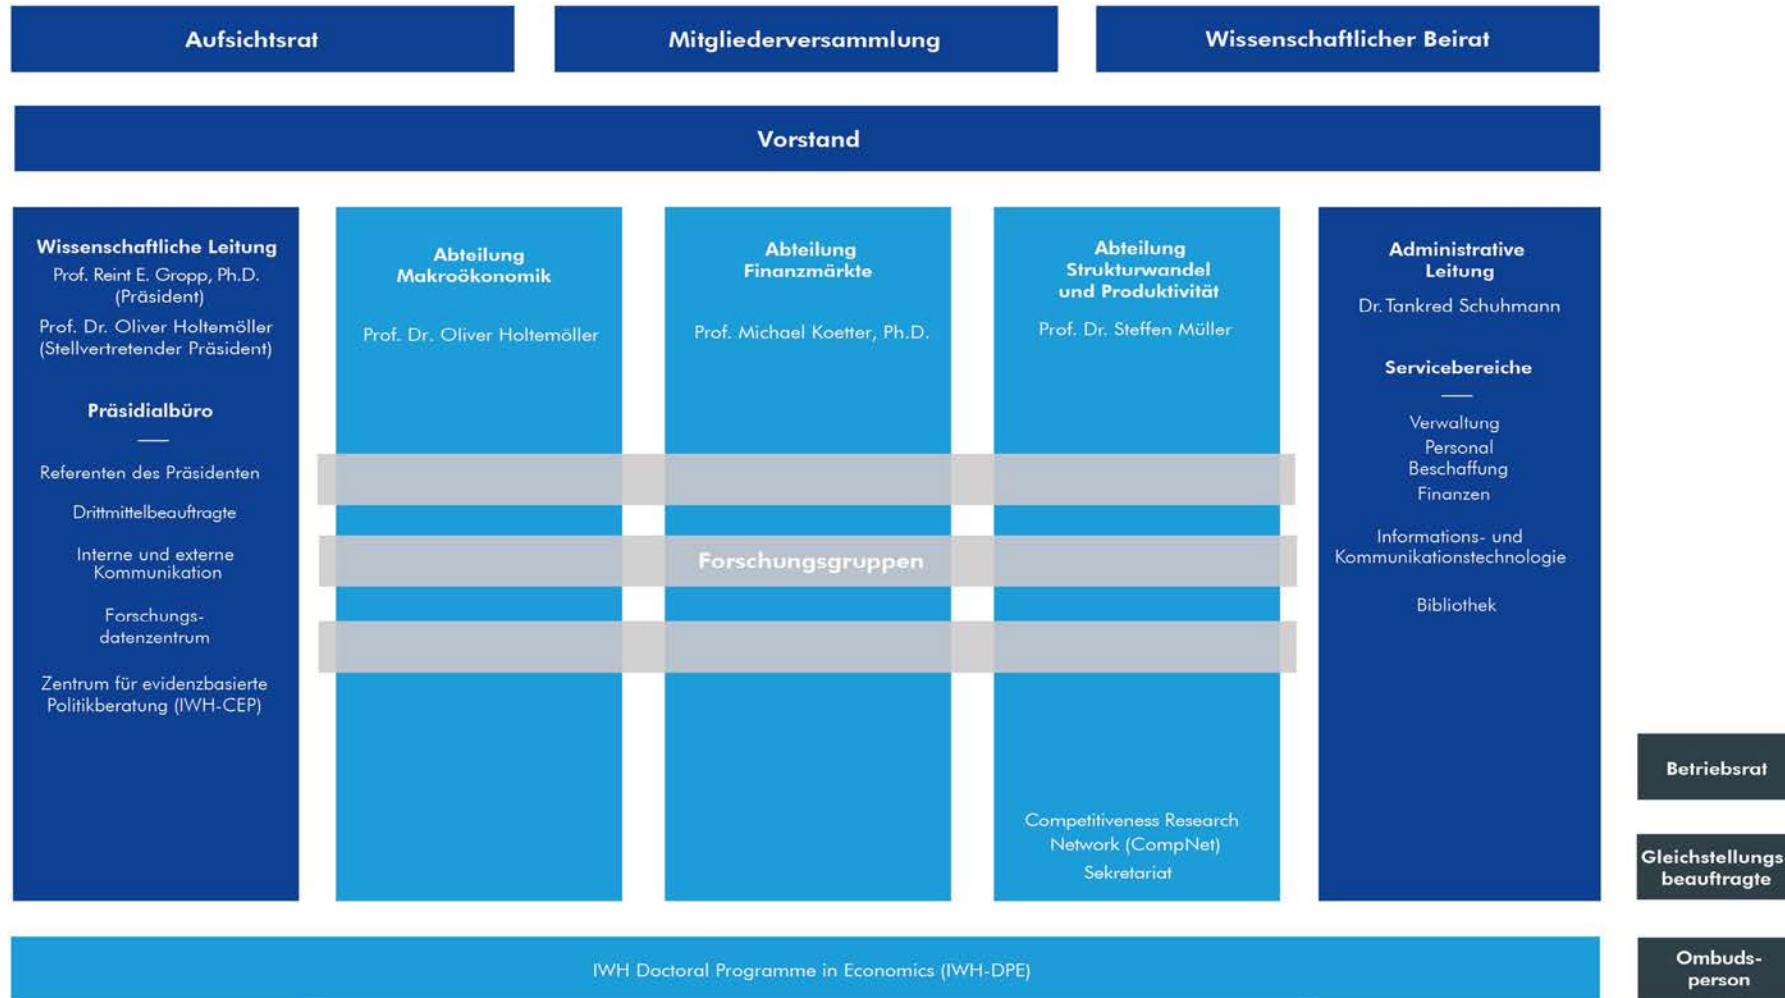 Aufsichtsrat
Mitgliederversammlung
Wissenschaftlicher Beirat
Vorstand
Wissenschaftliche Leitung
Prof. Reint E. Gropp, Ph.D.
(Präsident)
Prof. Dr. Oliver Holtemöller
(Stellvertretender Präsident)
Präsidialbüro
Referenten des Präsidenten
Drittmittelbeauftragte
Interne und externe
Kommunikation
Forschungs-
datenzentrum
Zentrum für evidenzbasierte
Politikberatung (IWH-CEP)
Abteilung
Makroökonomik
Prof. Dr. Oliver Holtemöller
Abteilung
Finanzmärkte
Prof. Michael Koetter, Ph.D.
Abteilung
Strukturwandel
und Produktivität
Prof. Dr. Steffen Müller
Forschungsgruppen
Competitiveness Research
Network (CompNet)
Sekretariat
Administrative
Leitung
Dr. Tankred Schuhmann
Servicebereiche
Verwaltung
Personal
Beschaffung
Finanzen
Informations- und
Kommunikationstechnologie
Bibliothek
Betriebsrat
Gleichstellungs
beauftragte
Ombuds-
person
IWH Doctoral Programme in Economics (IWH-DPE)